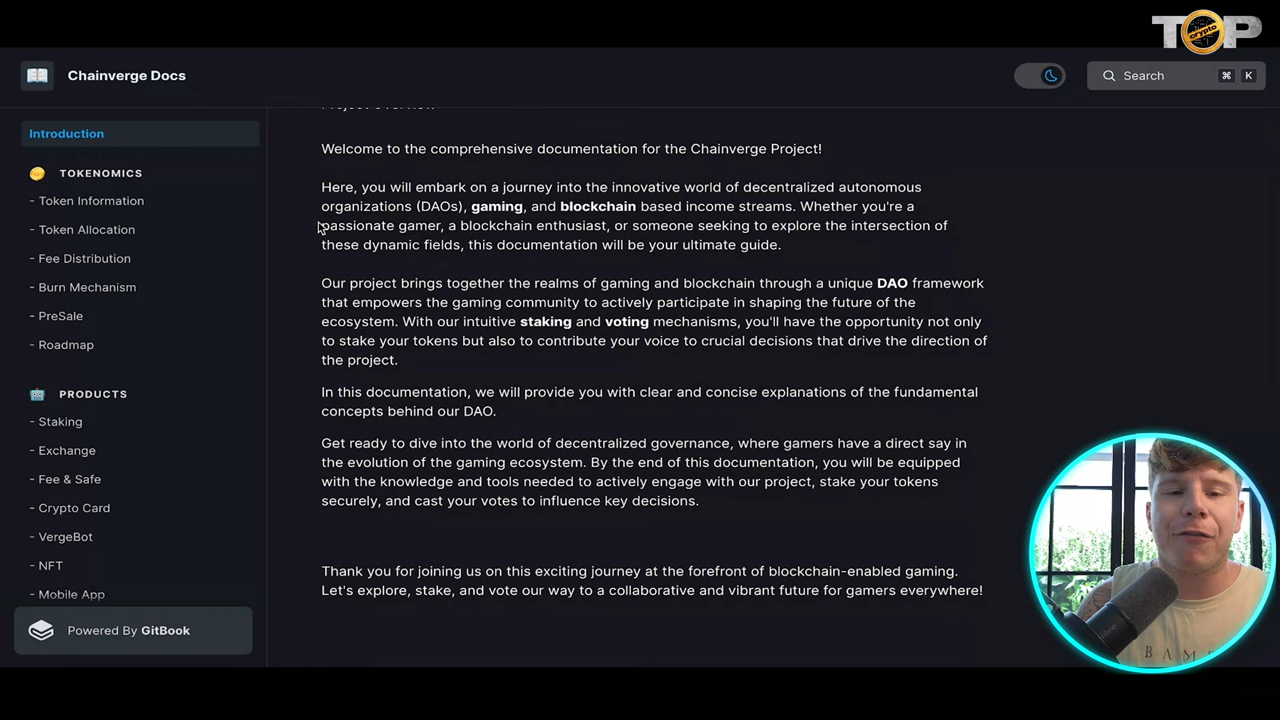 TOP
crypto
Chainverge Docs
Search
⌘ K
Introduction
TOKENOMICS
- Token Information
- Token Allocation
- Fee Distribution
- Burn Mechanism
- PreSale
- Roadmap
PRODUCTS
- Staking
- Exchange
- Fee & Safe
- Crypto Card
- VergeBot
- NFT
- Mobile App
Powered By GitBook
Welcome to the comprehensive documentation for the Chainverge Project!
Here, you will embark on a journey into the innovative world of decentralized autonomous
organizations (DAOs), gaming, and blockchain based income streams. Whether you're a
passionate gamer, a blockchain enthusiast, or someone seeking to explore the intersection of
these dynamic fields, this documentation will be your ultimate guide.
Our project brings together the realms of gaming and blockchain through a unique DAO framework
that empowers the gaming community to actively participate in shaping the future of the
ecosystem. With our intuitive staking and voting mechanisms, you'll have the opportunity not only
to stake your tokens but also to contribute your voice to crucial decisions that drive the direction of
the project.
In this documentation, we will provide you with clear and concise explanations of the fundamental
concepts behind our DAO.
Get ready to dive into the world of decentralized governance, where gamers have a direct say in
the evolution of the gaming ecosystem. By the end of this documentation, you will be equipped
with the knowledge and tools needed to actively engage with our project, stake your tokens
securely, and cast your votes to influence key decisions.
Thank you for joining us on this exciting journey at the forefront of blockchain-enabled gaming.
Let's explore, stake, and vote our way to a collaborative and vibrant future for gamers everywhere!